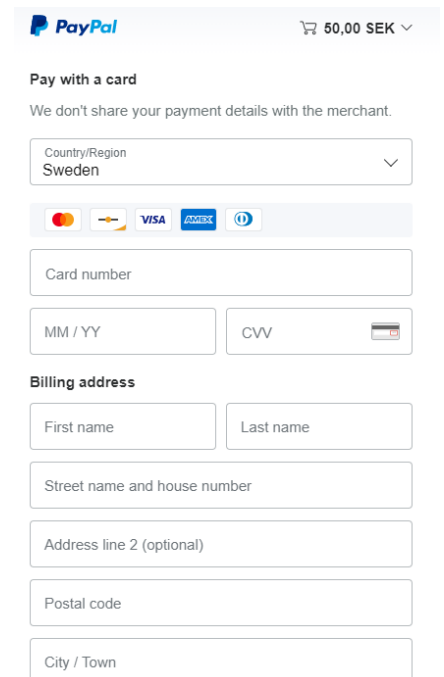 PayPal 50,00 SEK
Pay with a card
We don't share your payment details with the merchant.
Country/Region
Sweden
VISA AMEX
Card number
MM / YY CVV
Billing address
First name Last name
Street name and house number
Address line 2 (optional)
Postal code
City / Town